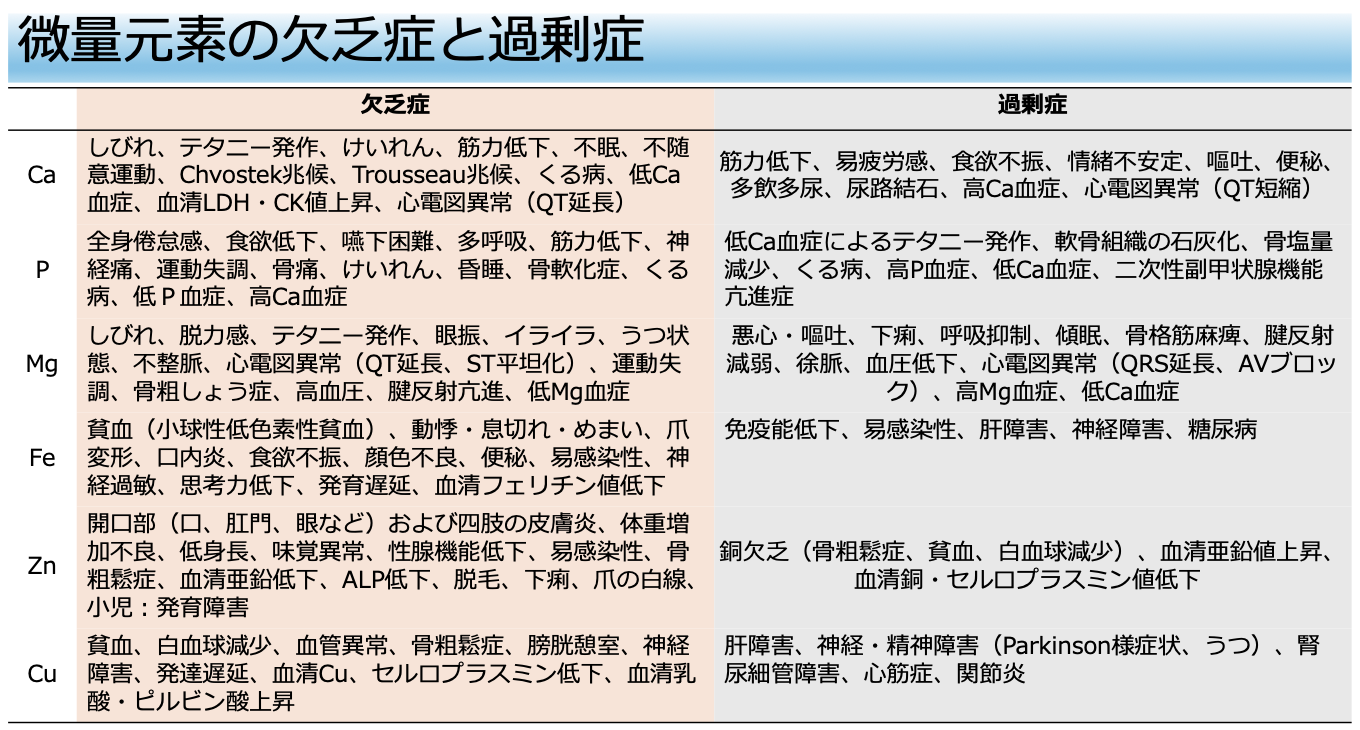 微量元素の欠乏症と過剰症
欠乏症
過剰症
Ca
しびれ、テタニー発作、けいれん、筋力低下、不眠、不随
意運動、Chvostek兆候、Trousseau兆候、くる病、低Ca
血症、血清LDH・CK値上昇、心電図異常（QT延長）
筋力低下、易疲労感、食欲不振、情緒不安定、嘔吐、便秘、
多飲多尿、尿路結石、高Ca血症、心電図異常（QT短縮）
P
全身倦怠感、食欲低下、嚥下困難、多呼吸、筋力低下、神
経痛、運動失調、骨痛、けいれん、昏睡、骨軟化症、くる
病、低Ｐ血症、高Ca血症
低Ca血症によるテタニー発作、軟骨組織の石灰化、骨塩量
減少、くる病、高P血症、低Ca血症、二次性副甲状腺機能
亢進症
Mg
しびれ、脱力感、テタニー発作、眼振、イライラ、うつ状
態、不整脈、心電図異常（QT延長、ST平坦化）、運動失
調、骨粗しょう症、高血圧、腱反射亢進、低Mg血症
悪心・嘔吐、下痢、呼吸抑制、傾眠、骨格筋麻痺、腱反射
減弱、徐脈、血圧低下、心電図異常（QRS延長、AVブロッ
ク）、高Mg血症、低Ca血症
Fe
貧血（小球性低色素性貧血）、動悸・息切れ・めまい、爪
変形、口内炎、食欲不振、顔色不良、便秘、易感染性、神
経過敏、思考力低下、発育遅延、血清フェリチン値低下
免疫能低下、易感染性、肝障害、神経障害、糖尿病
Zn
開口部（口、肛門、眼など）および四肢の皮膚炎、体重増
加不良、低身長、味覚異常、性腺機能低下、易感染性、骨
粗鬆症、血清亜鉛低下、ALP低下、脱毛、下痢、爪の白線、
小児：発育障害
銅欠乏（骨粗鬆症、貧血、白血球減少）、血清亜鉛値上昇、
血清銅・セルロプラスミン値低下
Cu
貧血、白血球減少、血管異常、骨粗鬆症、膀胱憩室、神経
障害、発達遅延、血清Cu、セルロプラスミン低下、血清乳
酸・ピルビン酸上昇
肝障害、神経・精神障害（Parkinson様症状、うつ）、腎
尿細管障害、心筋症、関節炎